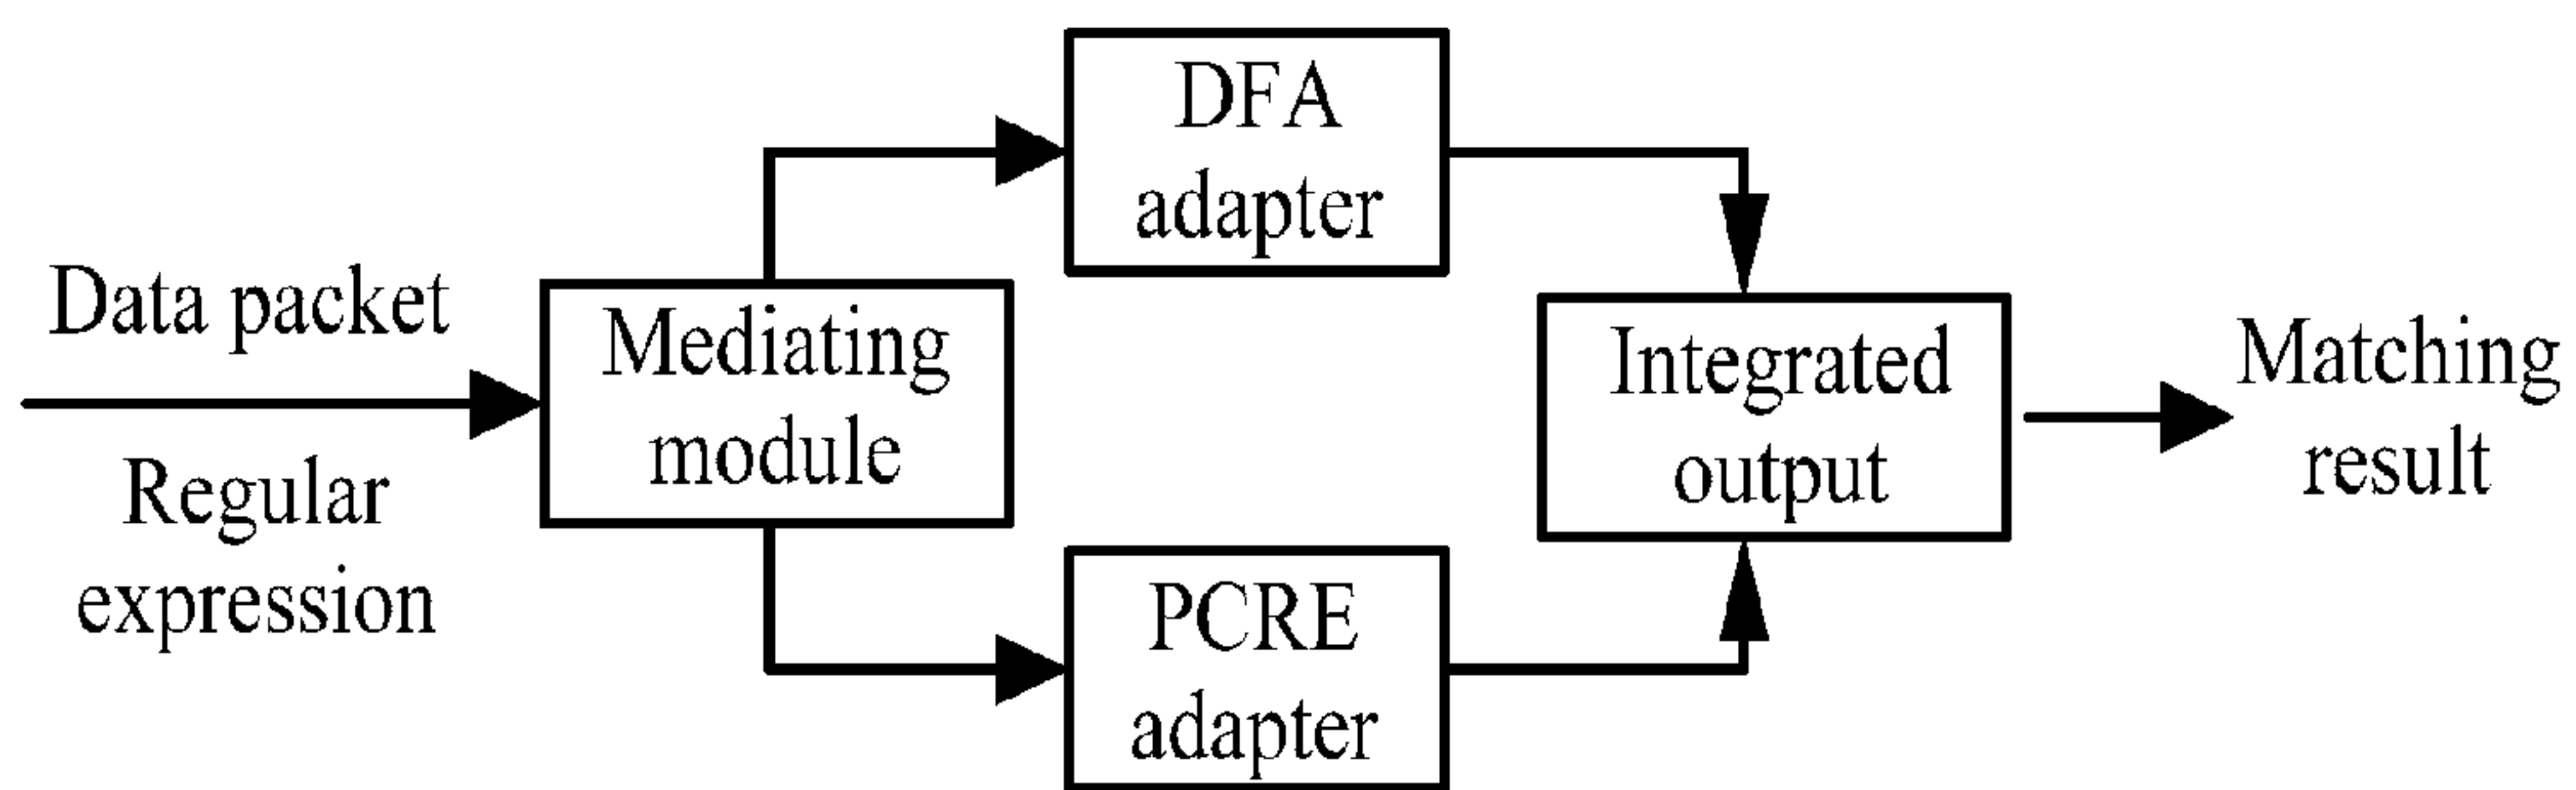 Data packet
Regular
expression
Mediating
module
DFA
adapter
PCRE
adapter
Integrated
output
Matching
result